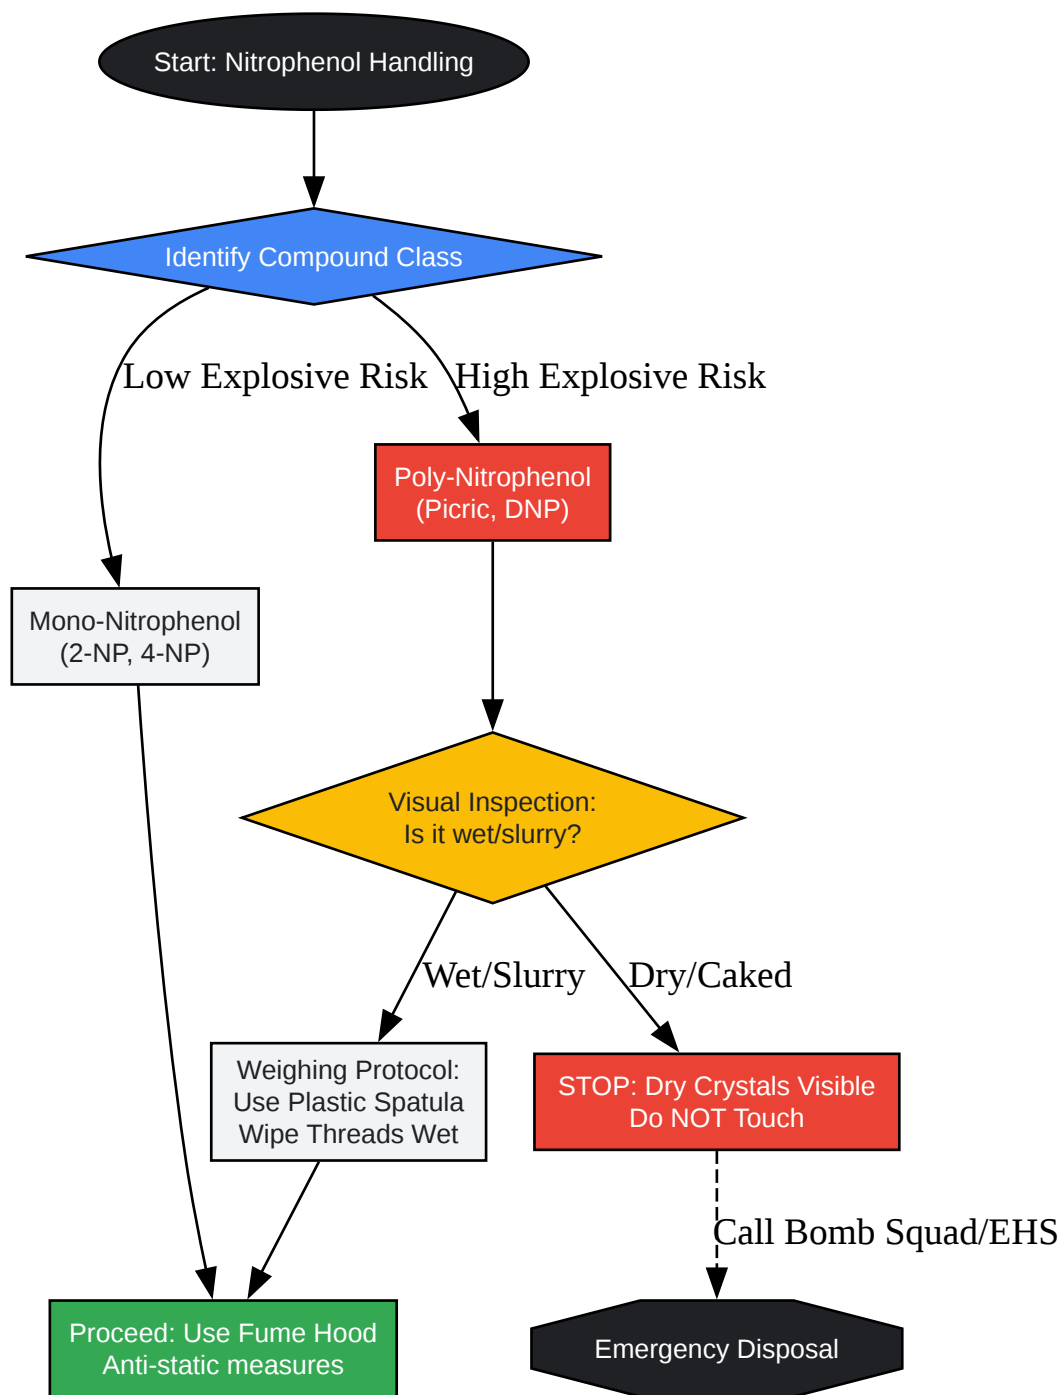 Start: Nitrophenol Handling
Identify Compound Class
Low Explosive Risk
High Explosive Risk
Poly-Nitrophenol
(Picric, DNP)
Mono-Nitrophenol
(2-NP, 4-NP)
Visual Inspection:
Is it wet/slurry?
Wet/Slurry
Dry/Caked
Weighing Protocol:
Use Plastic Spatula
Wipe Threads Wet
STOP: Dry Crystals Visible
Do NOT Touch
Call Bomb Squad/EHS
Proceed: Use Fume Hood
Anti-static measures
Emergency Disposal